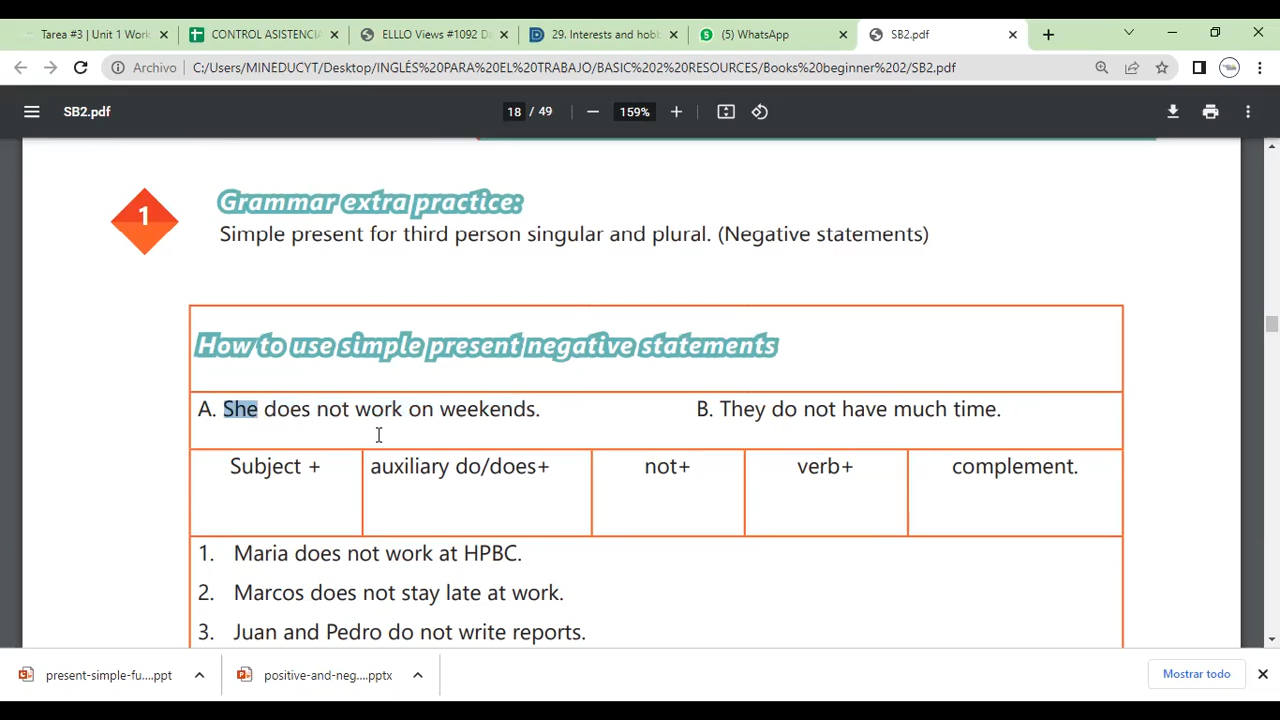 Tarea #3 | Unit 1 Work
CONTROL ASISTENCIA
ELLLO Views #1092 Da
29. Interests and hobb
(5) WhatsApp
SB2.pdf
Archivo
C:/Users/MINEDUCYT/Desktop/INGLÉS%20PARA%20EL%20TRABAJO/BASIC%202%20RESOURCES/Books%20beginner%202/SB2.pdf
SB2.pdf
18 / 49
159%
1
Grammar extra practice:
Simple present for third person singular and plural. (Negative statements)
How to use simple present negative statements
A. She does not work on weekends.
B. They do not have much time.
Subject +
auxiliary do/does+
not+
verb+
complement.
1. Maria does not work at HPBC.
2. Marcos does not stay late at work.
3. Juan and Pedro do not write reports.
present-simple-fu....ppt
positive-and-neg....pptx
Mostrar todo